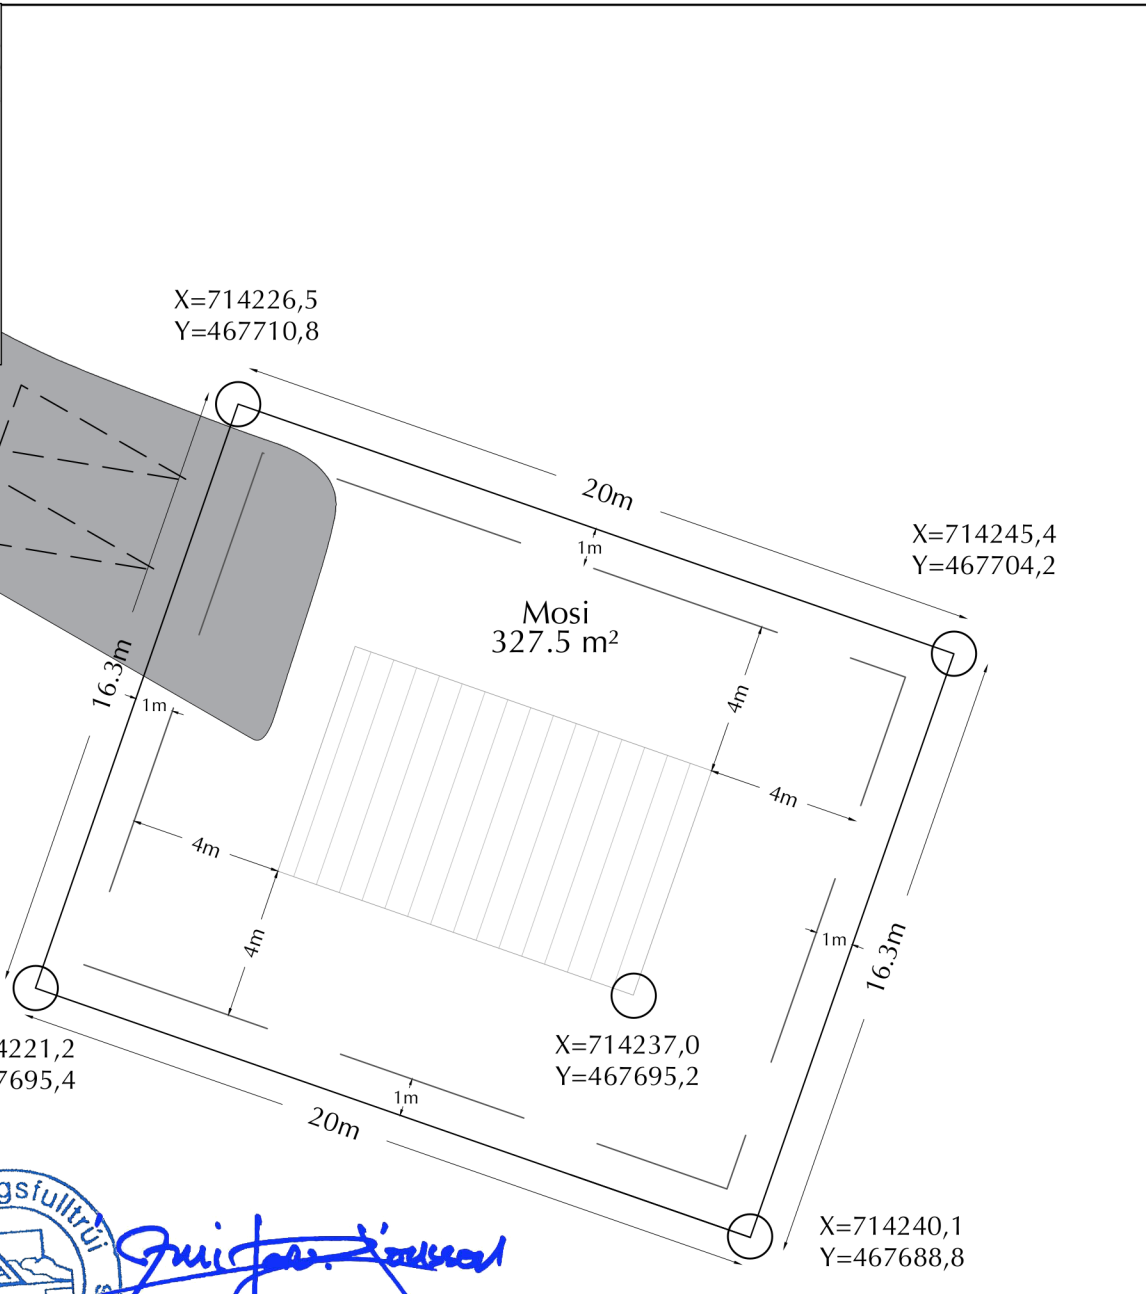 X=714226,5
Y=467710,8
20m
X=714245,4
Y=467704,2
1m
Mosi
327.5 m²
16.3m
1m
4m
4m
4m
4m
1m
16.3m
X=714237,0
Y=467695,2
4221,2
7695,4
1m
20m
gsfulltrúi
s
X=714240,1
Y=467688,8